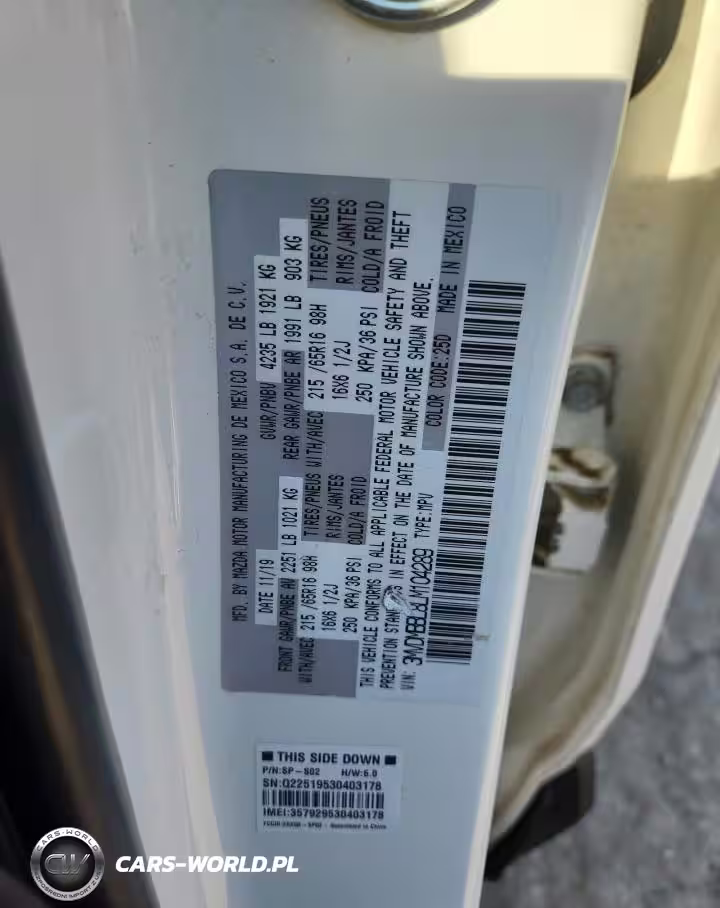 MFD. BY MAZDA MOTOR MANUFACTURING DE MEXICO S.A. DE C.V.
DATE 11/19 GVWR/PNBV 4235 LB 1921 KG
FRONT GAWR/PNBE AV 2251 LB 1021 KG REAR GAWR/PNBE AR 1991 LB 903 KG
WITH/AVEC 215 /65R16 98H TIRES/PNEUS WITH/AVEC 215 /65R16 98H TIRES/PNEUS
16X6 1/2J RIMS/JANTES 16X6 1/2J RIMS/JANTES
250 KPA/36 PSI COLD/A FROID 250 KPA/36 PSI COLD/A FROID
THIS VEHICLE CONFORMS TO ALL APPLICABLE FEDERAL MOTOR VEHICLE SAFETY AND THEFT
PREVENTION IN EFFECT ON THE DATE OF MANUFACTURE SHOWN ABOVE.
VIN: TYPE: MPV COLOR CODE: 25D MADE IN MEXICO
THIS SIDE DOWN
P/N:SP-S02 H/W:6.0
SN:Q22519530403178
IMEI:357929530403178
CARS-WORLD
CW
CARS-WORLD.PL